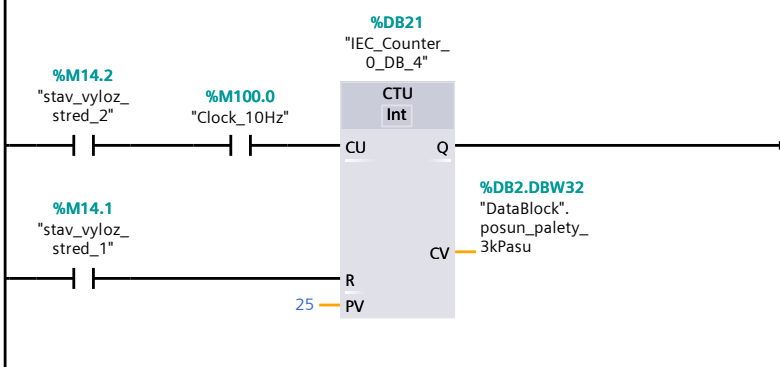 %DB21
"IEC_Counter_
0_DB_4"
%M14.2
"stav_vyloz_
stred_2"
%M100.0
"Clock_10Hz"
CTU
Int
CU
Q
%DB2.DBW32
"DataBlock".
posun_palety_
3kPasu
CV
%M14.1
"stav_vyloz_
stred_1"
R
25
PV